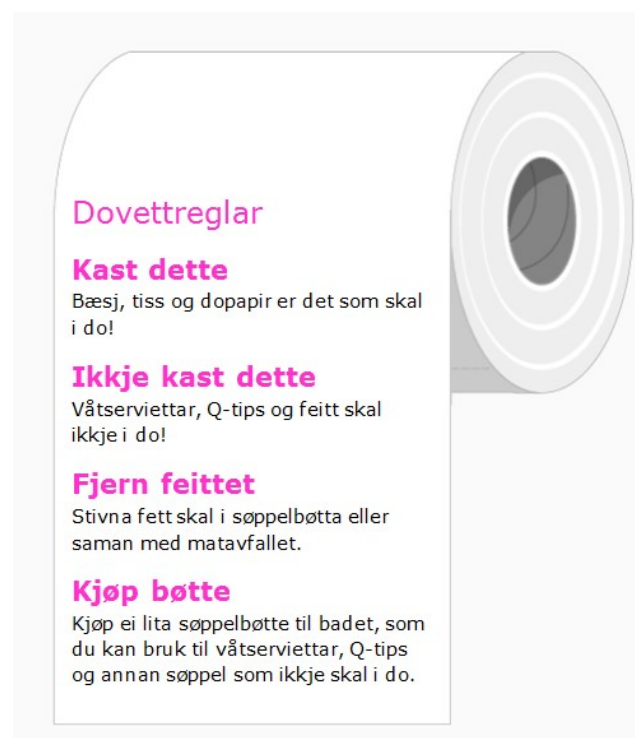 Dovettreglar
Kast dette
Bæsj, tiss og dopapir er det som skal
i do!
Ikkje kast dette
Våtserviettar, Q-tips og feitt skal
ikkje i do!
Fjern feittet
Stivna fett skal i søppelbøtta eller
saman med matavfallet.
Kjøp bøtte
Kjøp ei lita søppelbøtte til badet, som
du kan bruk til våtserviettar, Q-tips
og annan søppel som ikkje skal i do.